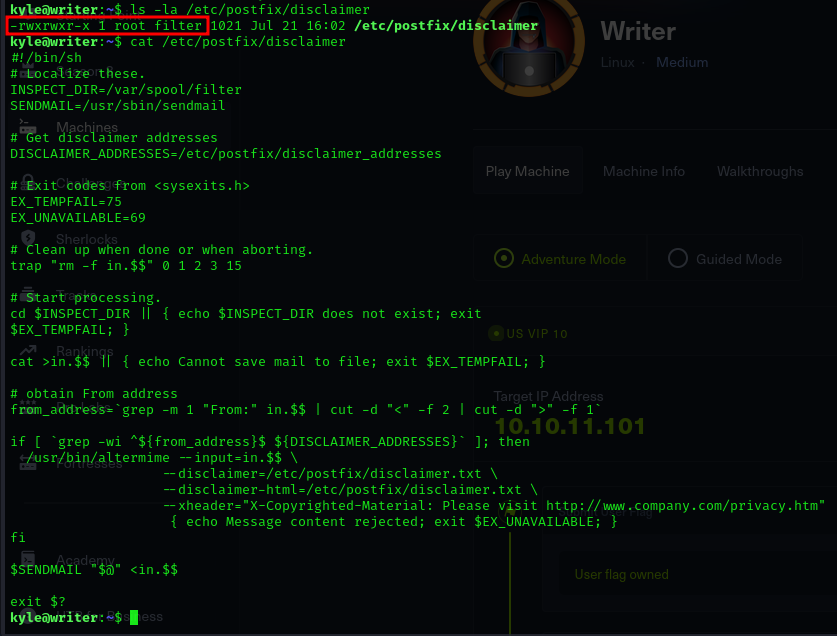 kyle@writer:~$ ls -la /etc/postfix/disclaimer
-rwxrwxr-x 1 root filter 1021 Jul 21 16:02 /etc/postfix/disclaimer
kyle@writer:~$ cat /etc/postfix/disclaimer
#!/bin/sh
# Localize these.
INSPECT_DIR=/var/spool/filter
SENDMAIL=/usr/sbin/sendmail
# Get disclaimer addresses
DISCLAIMER_ADDRESSES=/etc/postfix/disclaimer_addresses
# Exit codes from <sysexits.h>
EX_TEMPFAIL=75
EX_UNAVAILABLE=69
# Clean up when done or when aborting.
trap "rm -f in.$$" 0 1 2 3 15
# Start processing.
cd $INSPECT_DIR || { echo $INSPECT_DIR does not exist; exit
$EX_TEMPFAIL; }
cat >in.$$ || { echo Cannot save mail to file; exit $EX_TEMPFAIL; }
# obtain From address
from_address=`grep -m 1 "From:" in.$$ | cut -d "<" -f 2 | cut -d ">" -f 1`
if [ `grep -wi ^${from_address}$ ${DISCLAIMER_ADDRESSES}` ]; then
/usr/bin/altermime --input=in.$$ \
--disclaimer=/etc/postfix/disclaimer.txt \
--disclaimer-html=/etc/postfix/disclaimer.txt \
--xheader="X-Copyrighted-Material: Please visit http://www.company.com/privacy.htm"
{ echo Message content rejected; exit $EX_UNAVAILABLE; }
fi
$SENDMAIL "$@" <in.$$
exit $?
kyle@writer:~$
Machines
Sherlocks
Rankings
Fortresses
Academy
Writer
Linux · Medium
Play Machine
Machine Info
Walkthroughs
Adventure Mode
Guided Mode
US VIP 10
Target IP Address
10.10.11.101
User flag owned